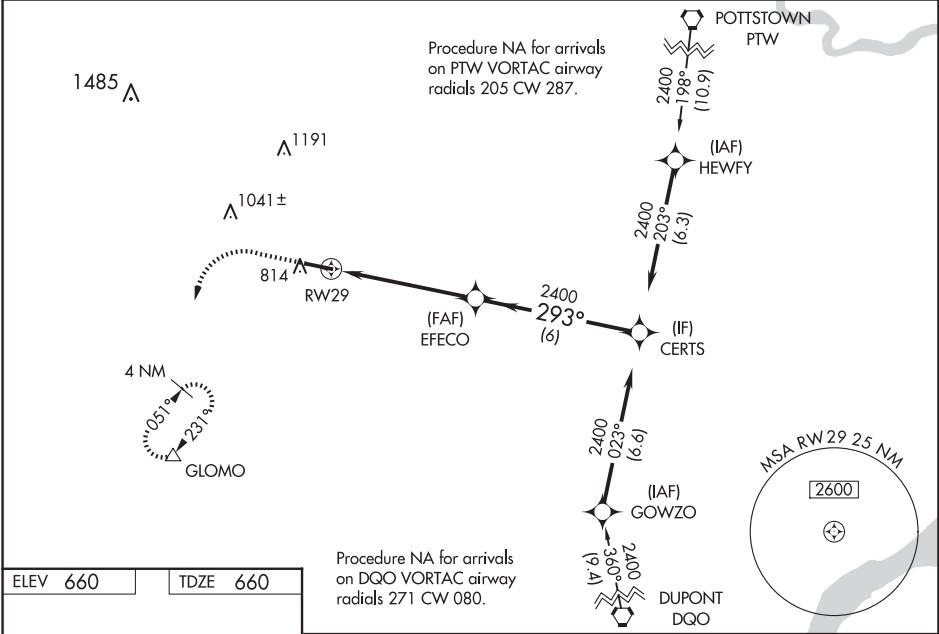 POTTSTOWN
PTW
Procedure NA for arrivals
on PTW VORTAC airway
radials 205 CW 287.
2400
198°
(10.9)
1485
1191
(IAF)
HEWFY
1041±
2400
203°
(6.3)
814
RW29
2400
293°
(6)
(FAF)
EFECO
(IF)
CERTS
4 NM
051°
231°
GLOMO
2400
023°
(6.6)
MSA RW29 25 NM
2600
(IAF)
GOWZO
2400
360°
(9.4)
Procedure NA for arrivals
on DQO VORTAC airway
radials 271 CW 080.
DUPONT
DQO
ELEV 660
TDZE 660